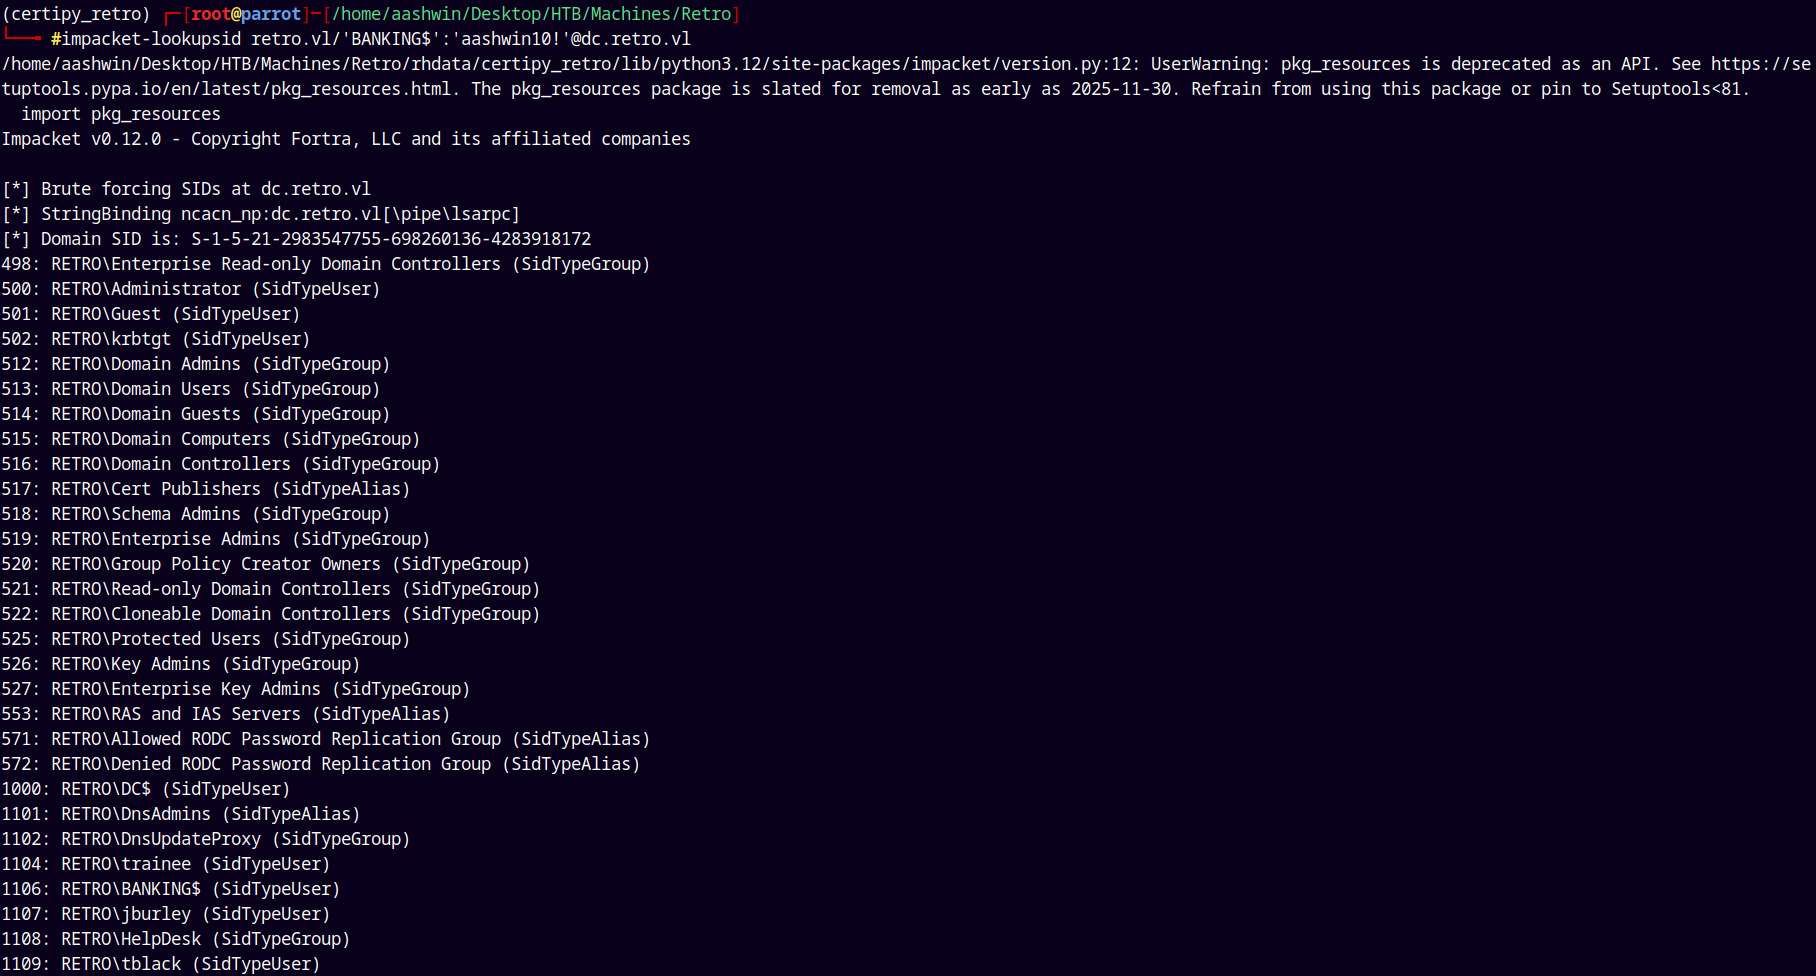 (certipy_retro) ┌─[root@parrot]─[/home/aashwin/Desktop/HTB/Machines/Retro]
└──╼ #impacket-lookupsid retro.vl/'BANKING$':'aashwin10!'@dc.retro.vl
/home/aashwin/Desktop/HTB/Machines/Retro/rhdata/certipy_retro/lib/python3.12/site-packages/impacket/version.py:12: UserWarning: pkg_resources is deprecated as an API. See https://se
tuptools.pypa.io/en/latest/pkg_resources.html. The pkg_resources package is slated for removal as early as 2025-11-30. Refrain from using this package or pin to Setuptools<81.
  import pkg_resources
Impacket v0.12.0 - Copyright Fortra, LLC and its affiliated companies

[*] Brute forcing SIDs at dc.retro.vl
[*] StringBinding ncacn_np:dc.retro.vl[\pipe\lsarpc]
[*] Domain SID is: S-1-5-21-2983547755-698260136-4283918172
498: RETRO\Enterprise Read-only Domain Controllers (SidTypeGroup)
500: RETRO\Administrator (SidTypeUser)
501: RETRO\Guest (SidTypeUser)
502: RETRO\krbtgt (SidTypeUser)
512: RETRO\Domain Admins (SidTypeGroup)
513: RETRO\Domain Users (SidTypeGroup)
514: RETRO\Domain Guests (SidTypeGroup)
515: RETRO\Domain Computers (SidTypeGroup)
516: RETRO\Domain Controllers (SidTypeGroup)
517: RETRO\Cert Publishers (SidTypeAlias)
518: RETRO\Schema Admins (SidTypeGroup)
519: RETRO\Enterprise Admins (SidTypeGroup)
520: RETRO\Group Policy Creator Owners (SidTypeGroup)
521: RETRO\Read-only Domain Controllers (SidTypeGroup)
522: RETRO\Cloneable Domain Controllers (SidTypeGroup)
525: RETRO\Protected Users (SidTypeGroup)
526: RETRO\Key Admins (SidTypeGroup)
527: RETRO\Enterprise Key Admins (SidTypeGroup)
553: RETRO\RAS and IAS Servers (SidTypeAlias)
571: RETRO\Allowed RODC Password Replication Group (SidTypeAlias)
572: RETRO\Denied RODC Password Replication Group (SidTypeAlias)
1000: RETRO\DC$ (SidTypeUser)
1101: RETRO\DnsAdmins (SidTypeAlias)
1102: RETRO\DnsUpdateProxy (SidTypeGroup)
1104: RETRO\trainee (SidTypeUser)
1106: RETRO\BANKING$ (SidTypeUser)
1107: RETRO\jburley (SidTypeUser)
1108: RETRO\HelpDesk (SidTypeGroup)
1109: RETRO\tblack (SidTypeUser)